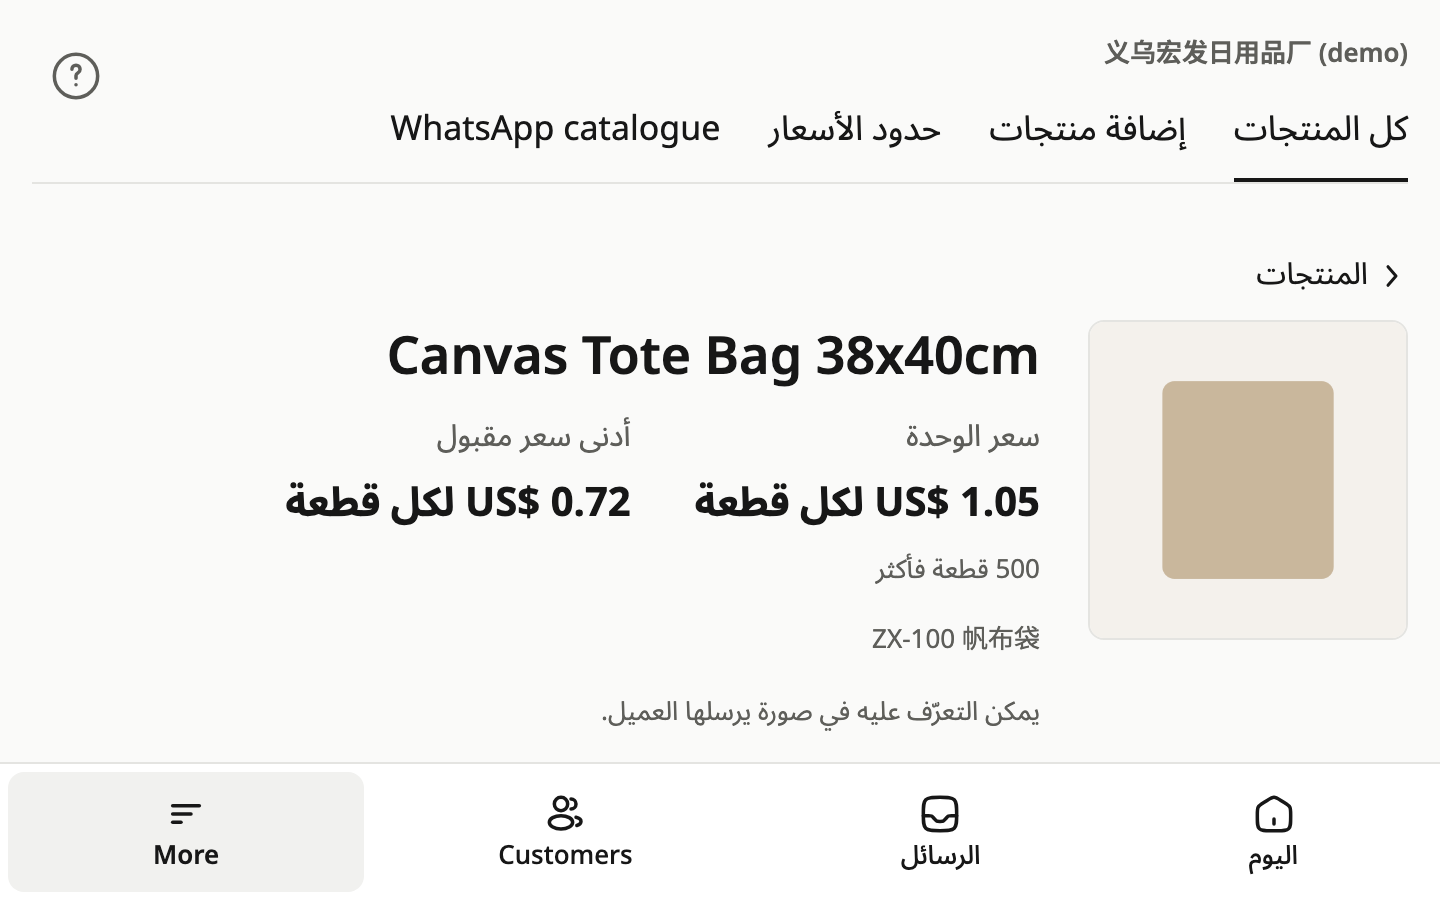 义乌宏发日用品厂 (demo)
كل المنتجات
إضافة منتجات
حدود الأسعار
WhatsApp catalogue
المنتجات
Canvas Tote Bag 38x40cm
سعر الوحدة
US$ 1.05 لكل قطعة
500 قطعة فأكثر
أدنى سعر مقبول
US$ 0.72 لكل قطعة
ZX-100 帆布袋
يمكن التعرّف عليه في صورة يرسلها العميل.
اليوم
الرسائل
Customers
More